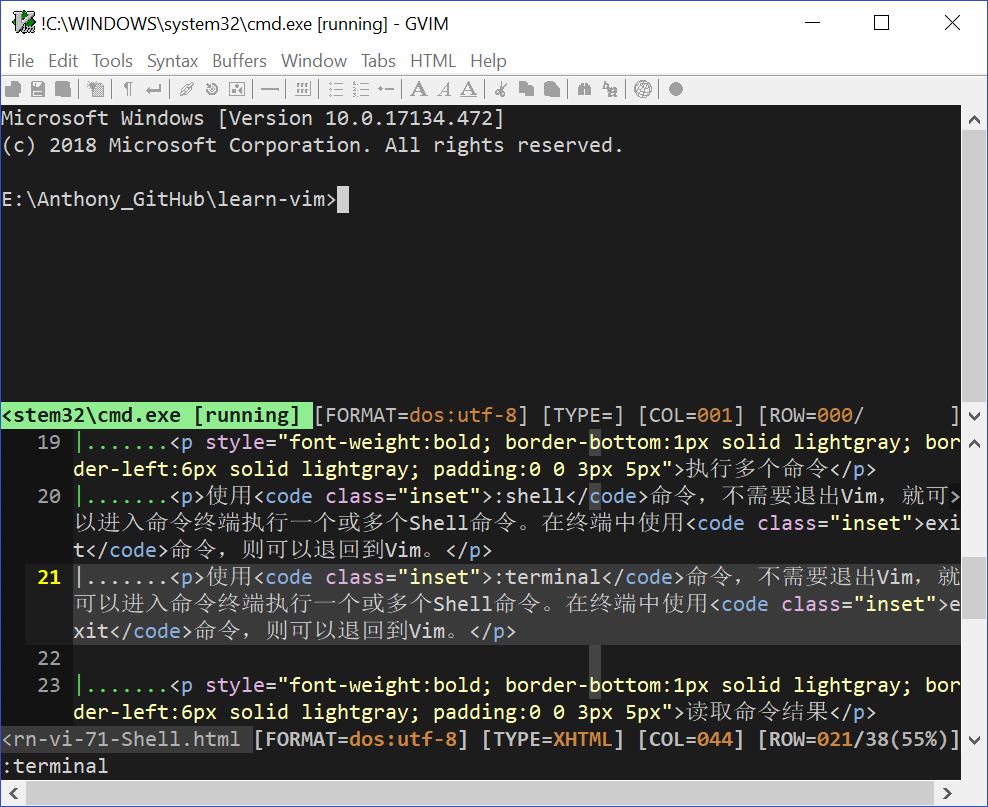 !C:\WINDOWS\system32\cmd.exe [running] - GVIM
File Edit Tools Syntax Buffers Window Tabs HTML Help
Microsoft Windows [Version 10.0.17134.472]
(c) 2018 Microsoft Corporation. All rights reserved.
E:\Anthony_GitHub\learn-vim>
<stem32\cmd.exe [running] [FORMAT=dos:utf-8] [TYPE=] [COL=001] [ROW=000/ ]
19 |.......<p style="font-weight:bold; border-bottom:1px solid lightgray; bor
der-left:6px solid lightgray; padding:0 0 3px 5px">执行多个命令</p>
20 |.......<p>使用<code class="inset">:shell</code>命令，不需要退出Vim，就可>
以进入命令终端执行一个或多个Shell命令。在终端中使用<code class="inset">exi
t</code>命令，则可以退回到Vim。</p>
21 |.......<p>使用<code class="inset">:terminal</code>命令，不需要退出Vim，就
可以进入命令终端执行一个或多个Shell命令。在终端中使用<code class="inset">e
xit</code>命令，则可以退回到Vim。</p>
22
23 |.......<p style="font-weight:bold; border-bottom:1px solid lightgray; bor
der-left:6px solid lightgray; padding:0 0 3px 5px">读取命令结果</p>
<rn-vi-71-Shell.html [FORMAT=dos:utf-8] [TYPE=XHTML] [COL=044] [ROW=021/38(55%)]
:terminal